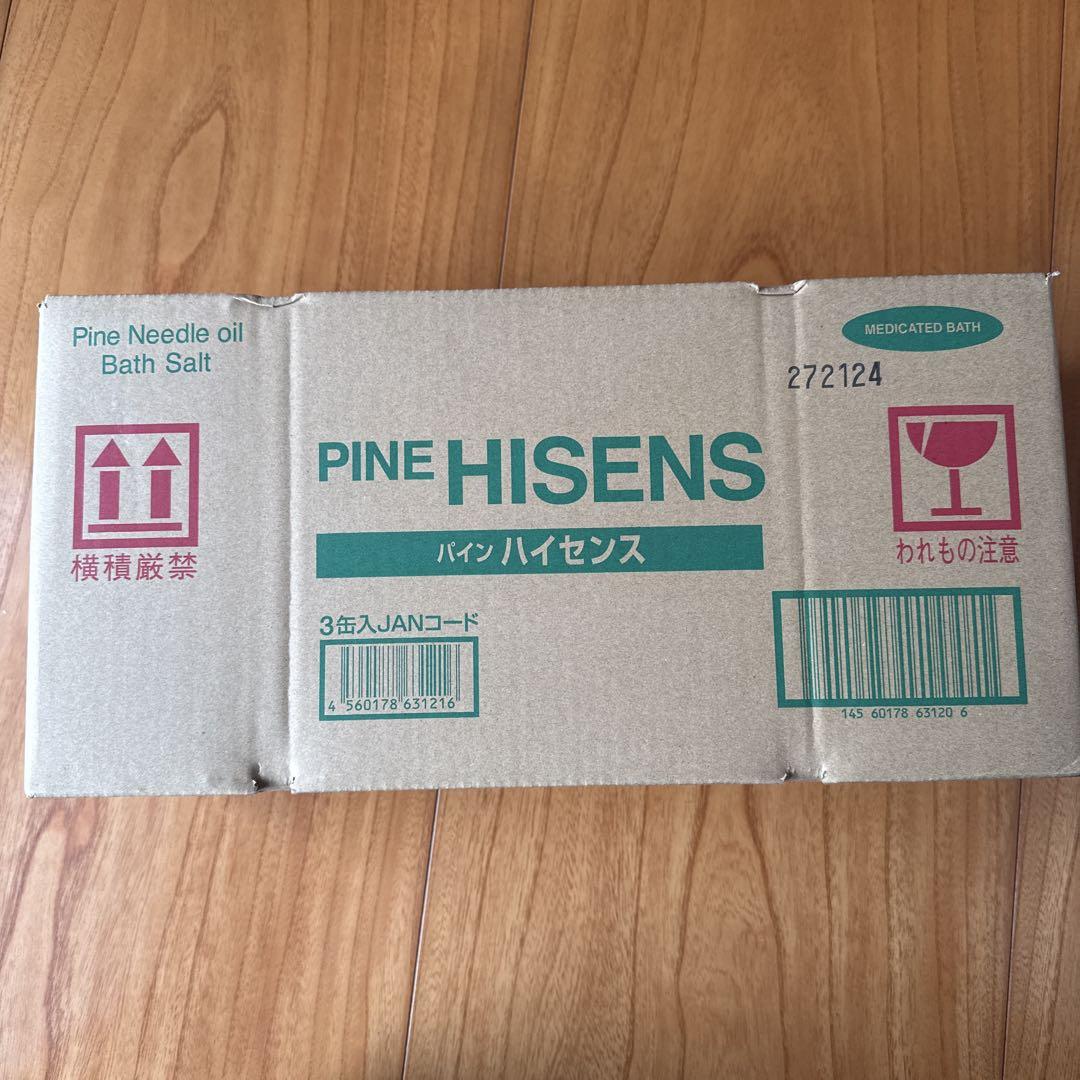 Pine Needle oil
Bath Salt
MEDICATED BATH
272124
PINE HISENS
パイン ハイセンス
横積厳禁
われもの注意
3缶入JANコード
4 560178 631216
145 60178 63120 6